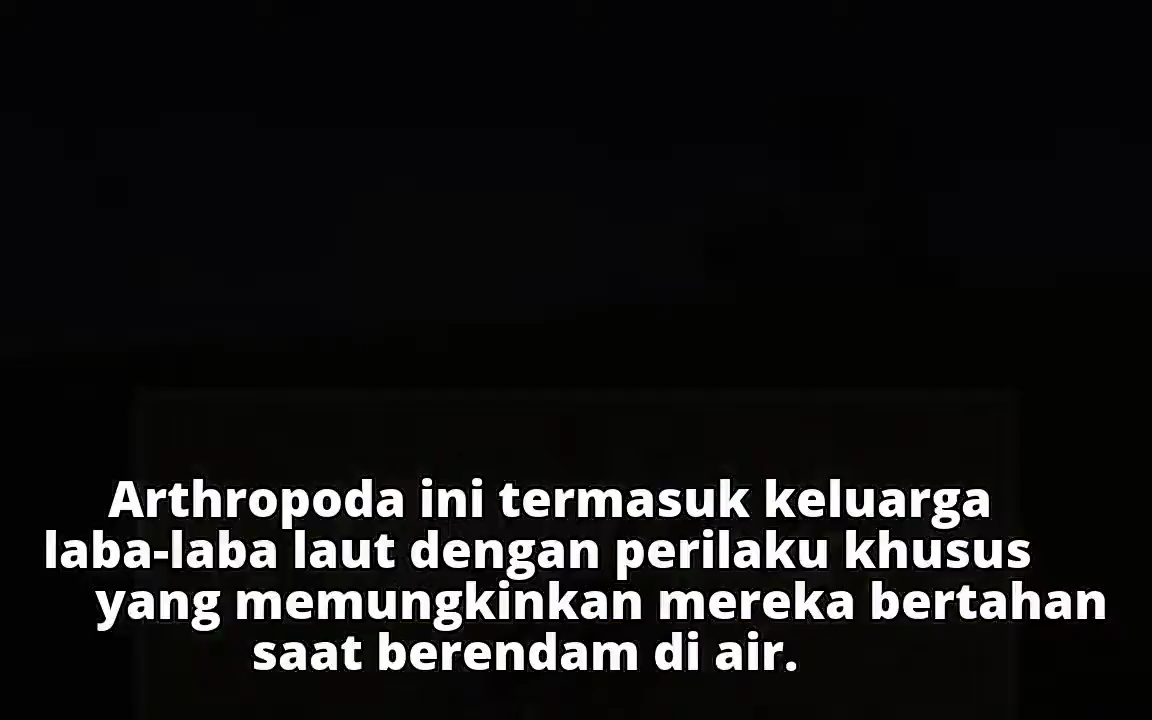 Arthropoda ini termasuk keluarga
laba-laba laut dengan perilaku khusus
yang memungkinkan mereka bertahan
saat berendam di air.